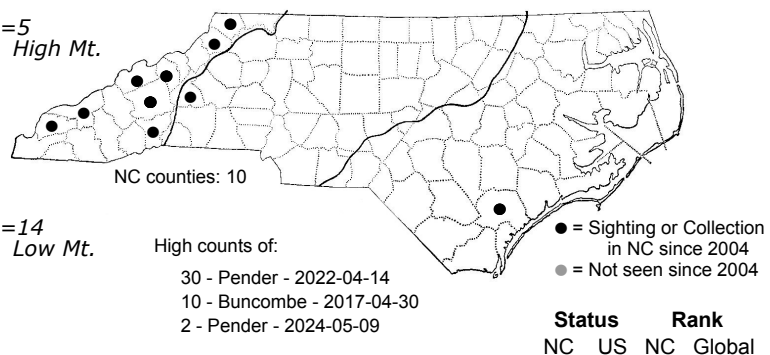 =5
High Mt.
NC counties: 10
=14
Low Mt.
High counts of:
30 - Pender - 2022-04-14
10 - Buncombe - 2017-04-30
2 - Pender - 2024-05-09
● = Sighting or Collection
in NC since 2004
● = Not seen since 2004
Status Rank
NC US NC Global